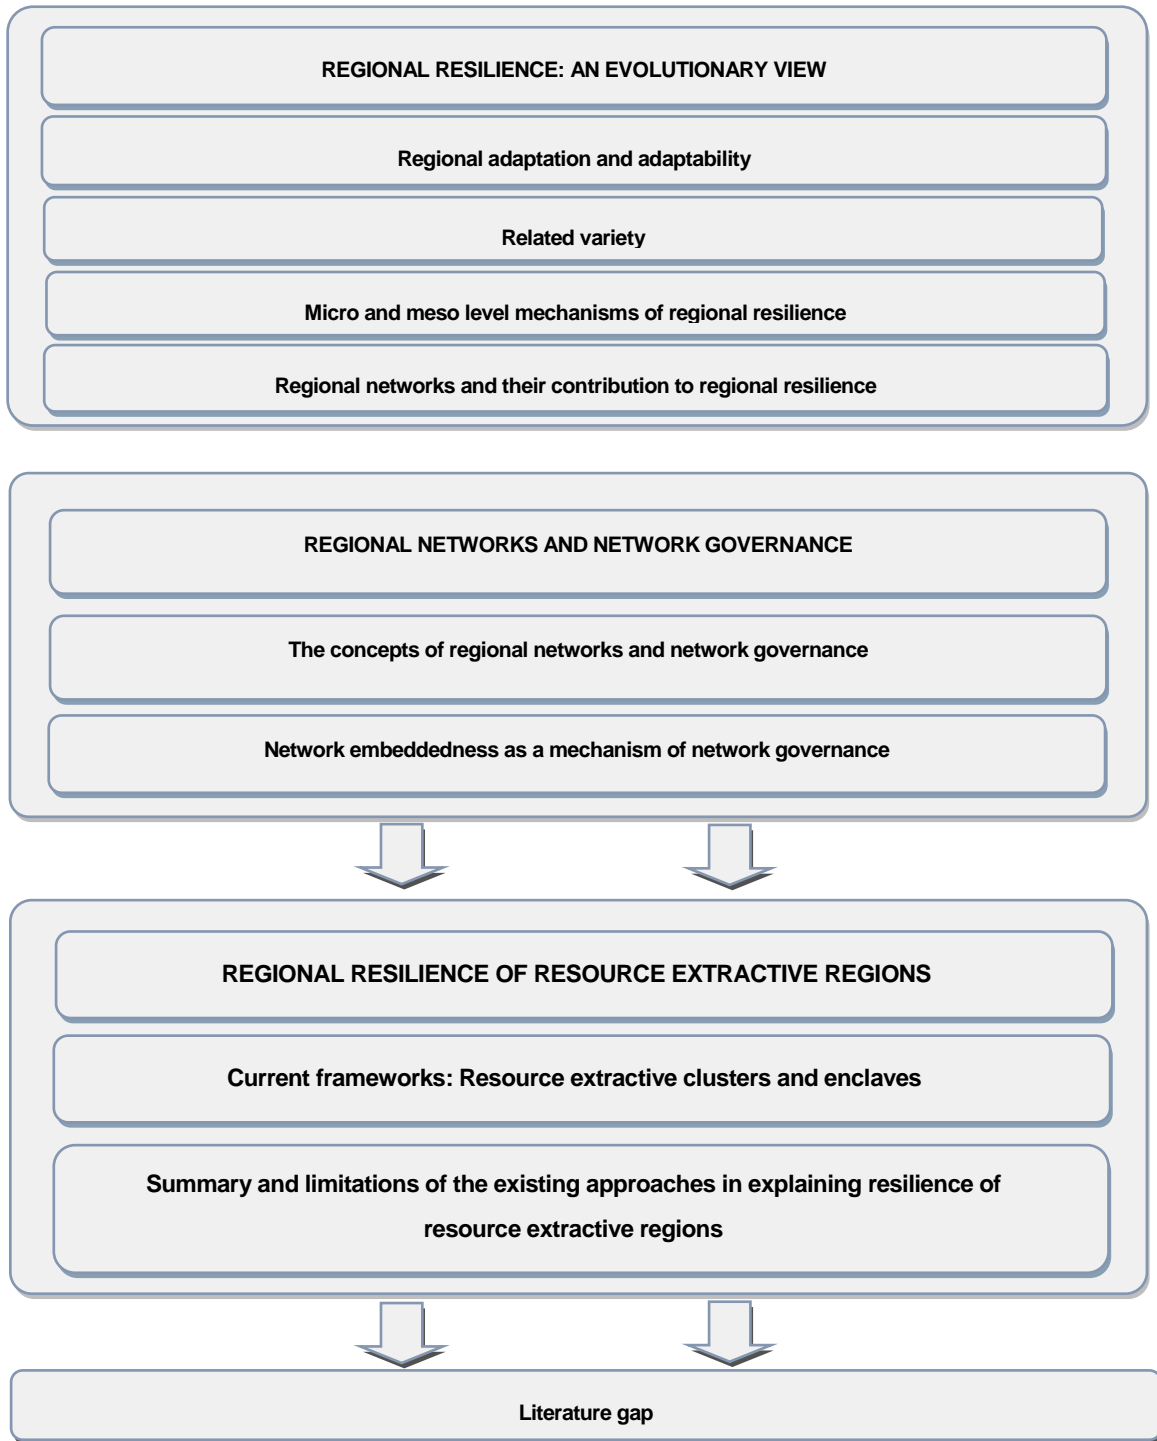 REGIONAL RESILIENCE: AN EVOLUTIONARY VIEW
Regional adaptation and adaptability
Related variety
Micro and meso level mechanisms of regional resilience
Regional networks and their contribution to regional resilience
REGIONAL NETWORKS AND NETWORK GOVERNANCE
The concepts of regional networks and network governance
Network embeddedness as a mechanism of network governance
REGIONAL RESILIENCE OF RESOURCE EXTRACTIVE REGIONS
Current frameworks: Resource extractive clusters and enclaves
Summary and limitations of the existing approaches in explaining resilience of
resource extractive regions
Literature gap